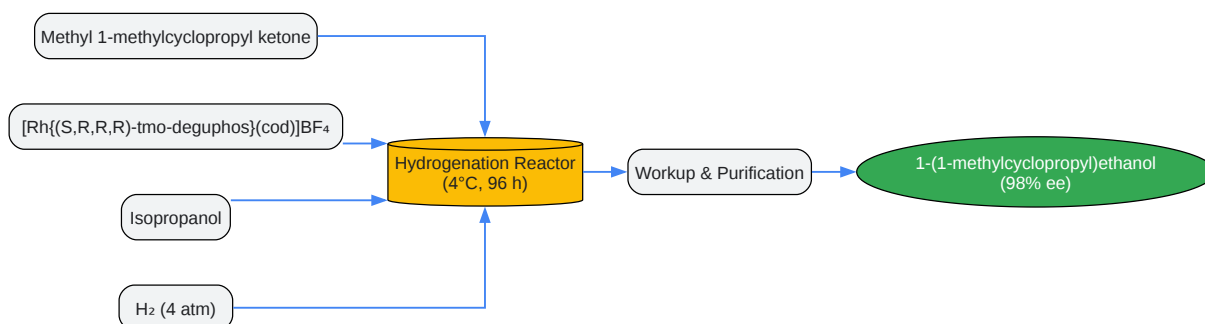 Methyl 1-methylcyclopropyl ketone
[Rh{(S,R,R,R)-tmo-deguphos}(cod)]BF₄
Hydrogenation Reactor
(4°C, 96 h)
Workup & Purification
1-(1-methylcyclopropyl)ethanol
(98% ee)
Isopropanol
H₂ (4 atm)